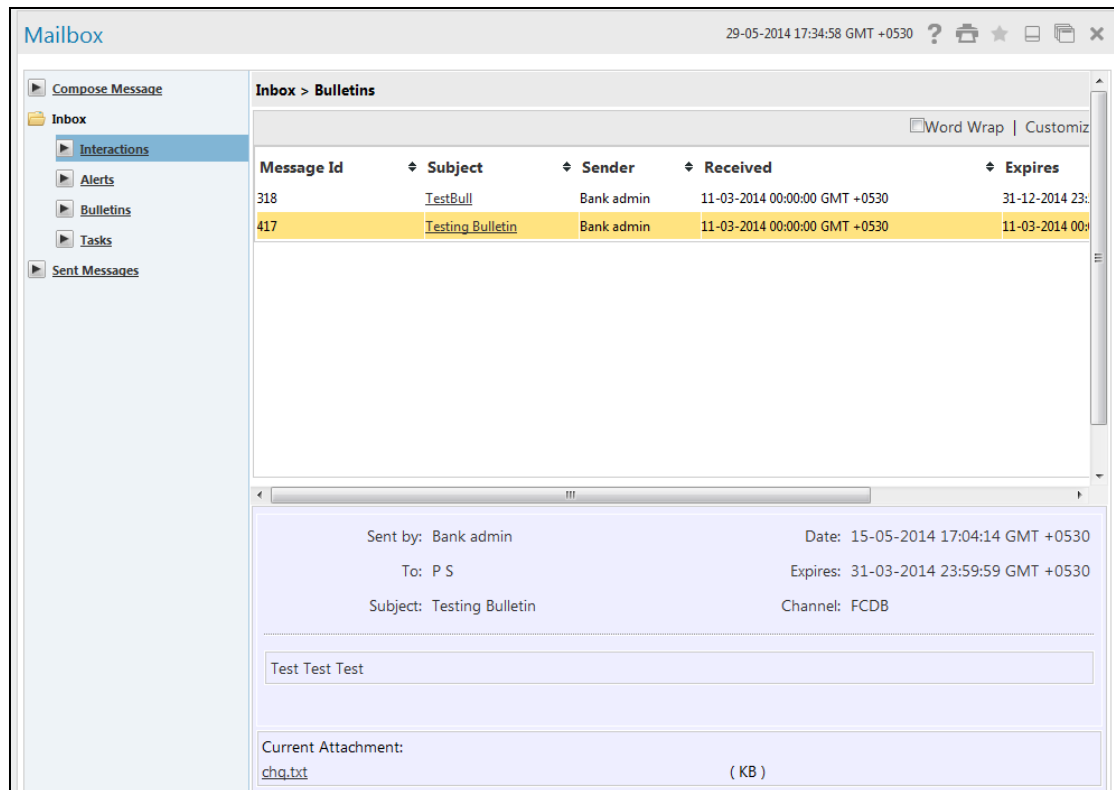 Mailbox
29-05-2014 17:34:58 GMT +0530 ?
Compose Message
Inbox
Interactions
Alerts
Bulletins
Tasks
Sent Messages
Inbox > Bulletins
Word Wrap | Customiz
Message Id Subject Sender Received Expires
318 TestBull Bank admin 11-03-2014 00:00:00 GMT +0530 31-12-2014 23:
417 Testing Bulletin Bank admin 11-03-2014 00:00:00 GMT +0530 11-03-2014 00:
Sent by: Bank admin Date: 15-05-2014 17:04:14 GMT +0530
To: P S Expires: 31-03-2014 23:59:59 GMT +0530
Subject: Testing Bulletin Channel: FCDB
Test Test Test
Current Attachment:
chq.txt ( KB )